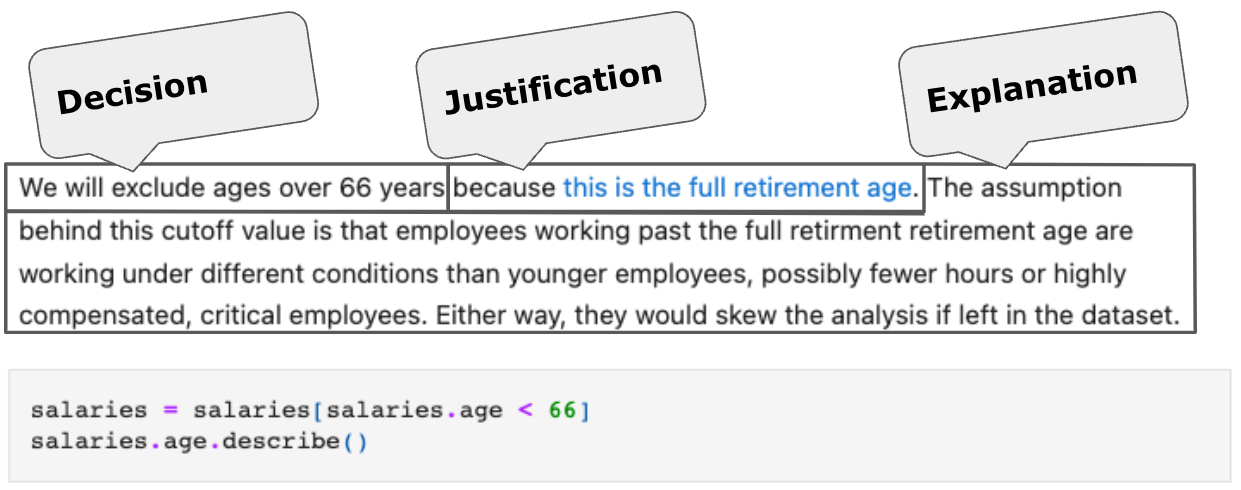 Decision
Justification
Explanation
We will exclude ages over 66 years because this is the full retirement age. The assumption
behind this cutoff value is that employees working past the full retirment retirement age are
working under different conditions than younger employees, possibly fewer hours or highly
compensated, critical employees. Either way, they would skew the analysis if left in the dataset.
salaries = salaries[salaries.age < 66]
salaries.age.describe()